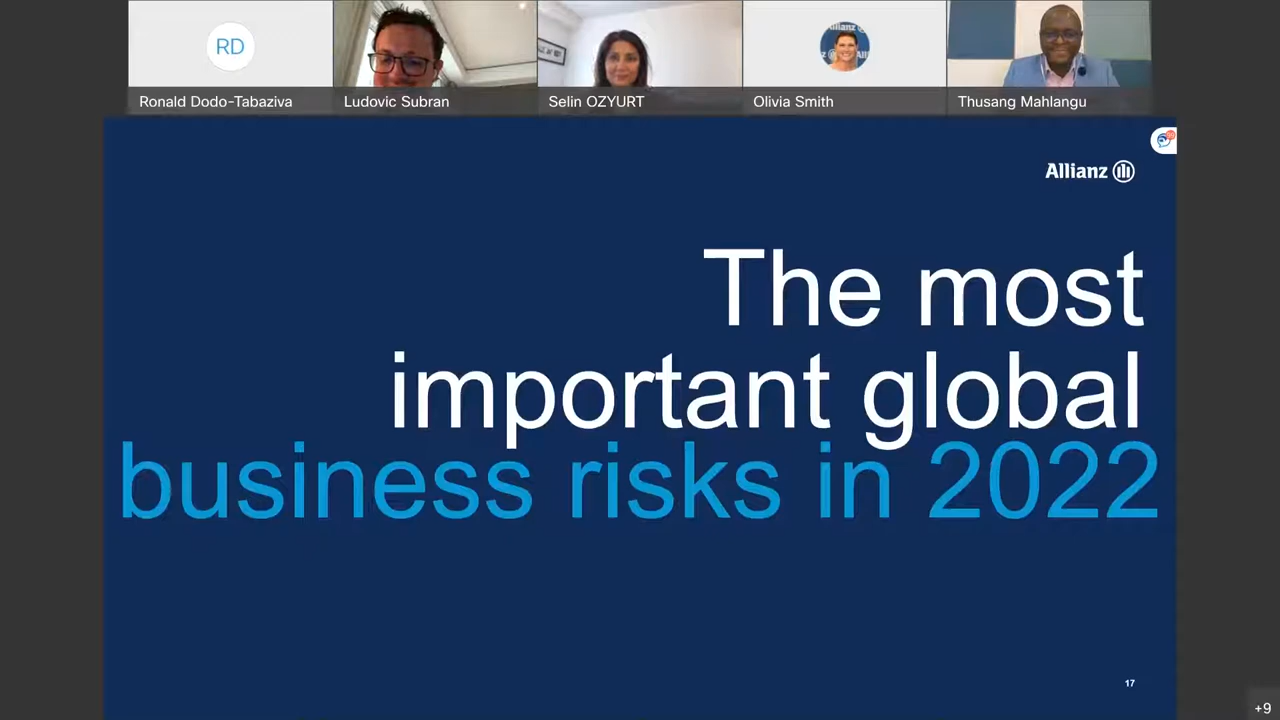 RD
Ronald Dodo-Tabaziva
Ludovic Subran
Selin OZYURT
Olivia Smith
Thusang Mahlangu
Allianz
The most
important global
business risks in 2022
17
+9